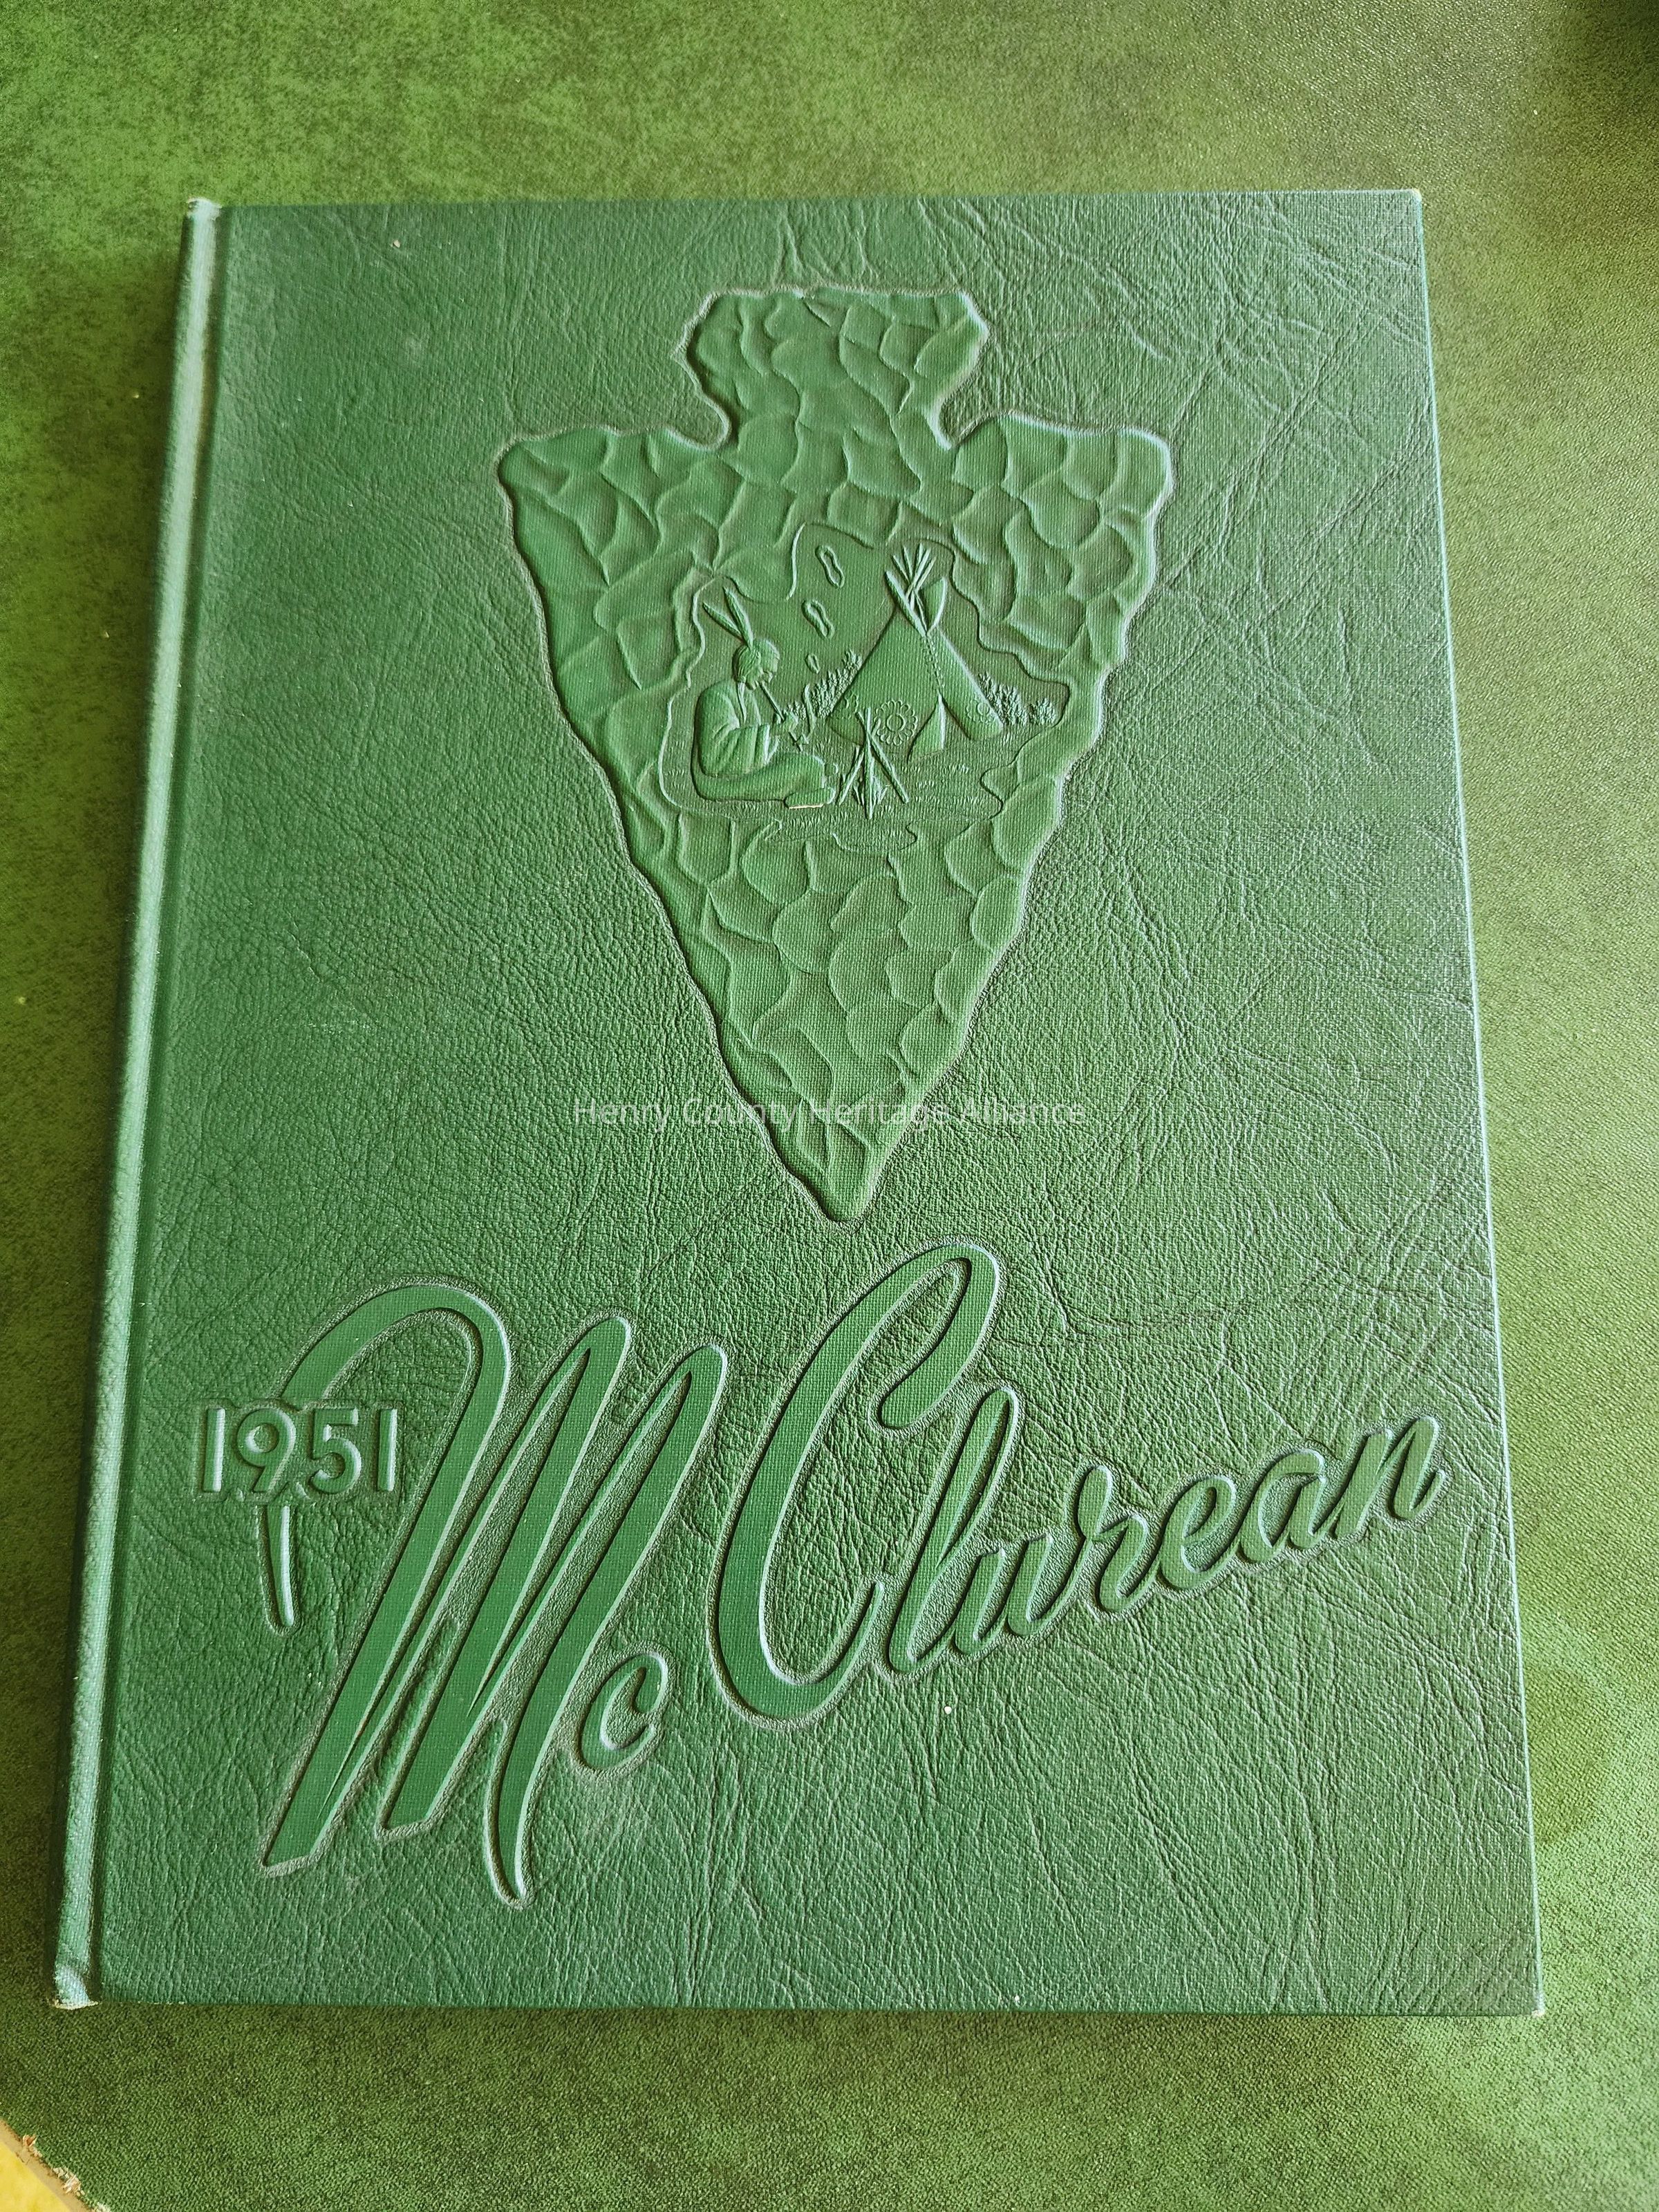 Henry County Heritage Alliance
1951 McClurean